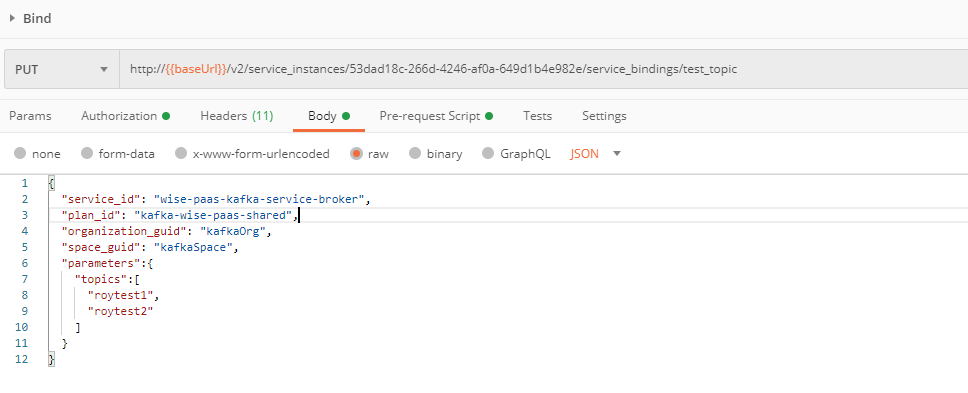 Bind
PUT http://{{baseUrl}}/v2/service_instances/53dad18c-266d-4246-af0a-649d1b4e982e/service_bindings/test_topic
Params Authorization Headers (11) Body Pre-request Script Tests Settings
none form-data x-www-form-urlencoded raw binary GraphQL JSON
1 {
2 "service_id": "wise-paas-kafka-service-broker",
3 "plan_id": "kafka-wise-paas-shared",
4 "organization_guid": "kafkaOrg",
5 "space_guid": "kafkaSpace",
6 "parameters":{
7 "topics":[
8 "roytest1",
9 "roytest2"
10 ]
11 }
12 }